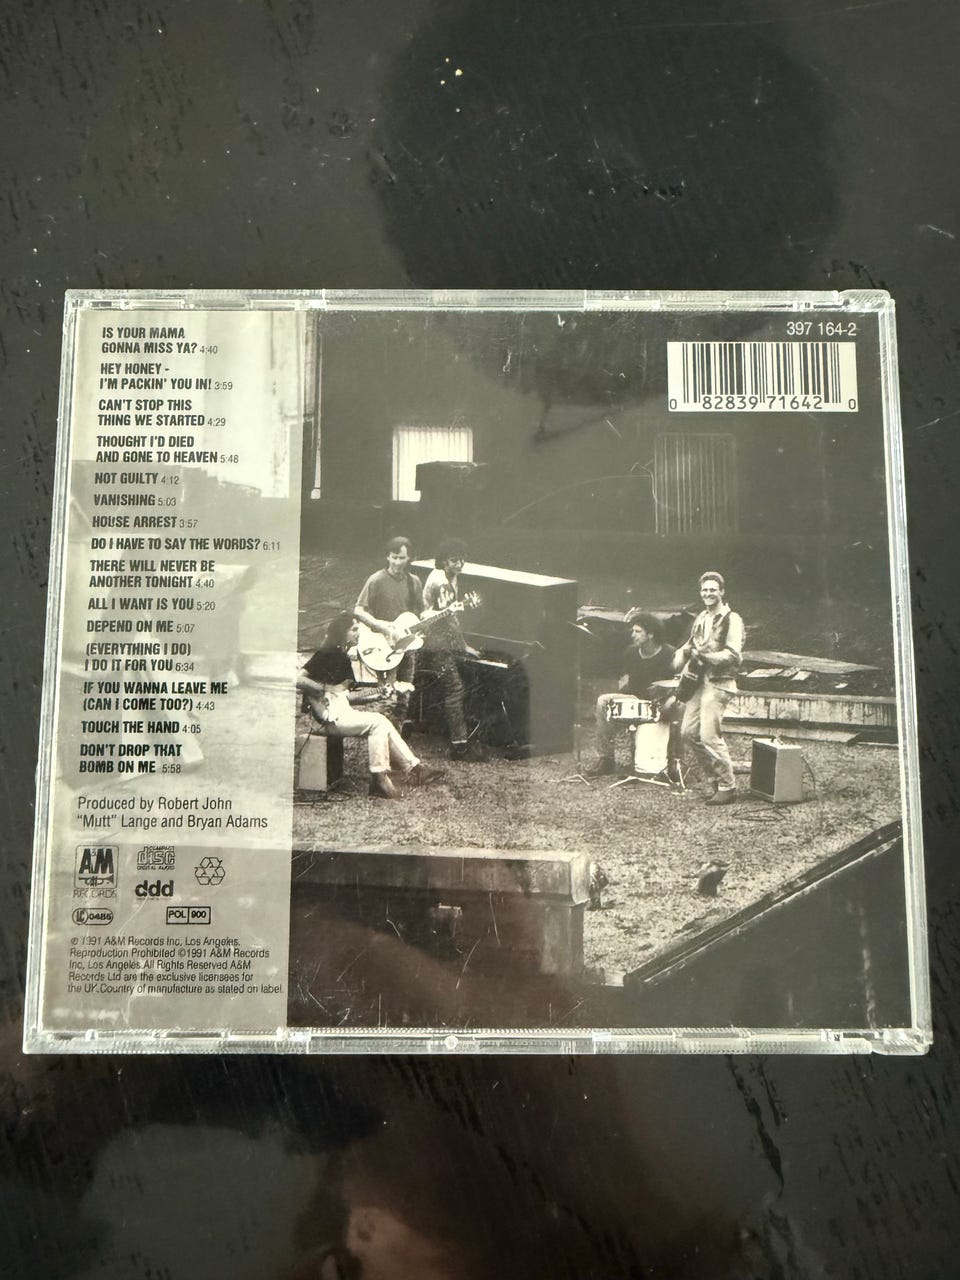 IS YOUR MAMA
GONNA MISS YA? 4:40
HEY HONEY -
I'M PACKIN' YOU IN! 3:59
CAN'T STOP THIS
THING WE STARTED 4:29
THOUGHT I'D DIED
AND GONE TO HEAVEN 5:48
NOT GUILTY 4:12
VANISHING 5:03
HOUSE ARREST 3:57
DO I HAVE TO SAY THE WORDS? 6:11
THERE WILL NEVER BE
ANOTHER TONIGHT 4:40
ALL I WANT IS YOU 5:20
DEPEND ON ME 5:07
(EVERYTHING I DO)
I DO IT FOR YOU 6:34
IF YOU WANNA LEAVE ME
(CAN I COME TOO?) 4:43
TOUCH THE HAND 4:05
DON'T DROP THAT
BOMB ON ME 5:58
Produced by Robert John
“Mutt” Lange and Bryan Adams
A&M
RECORDS
COMPACT
disc
DIGITAL AUDIO
ddd
LC 0485
POL 900
℗ 1991 A&M Records Inc, Los Angeles.
Reproduction Prohibited ©1991 A&M Records
Inc, Los Angeles. All Rights Reserved A&M
Records Ltd are the exclusive licensees for
the UK. Country of manufacture as stated on label.
397 164-2
0 82839 71642 0